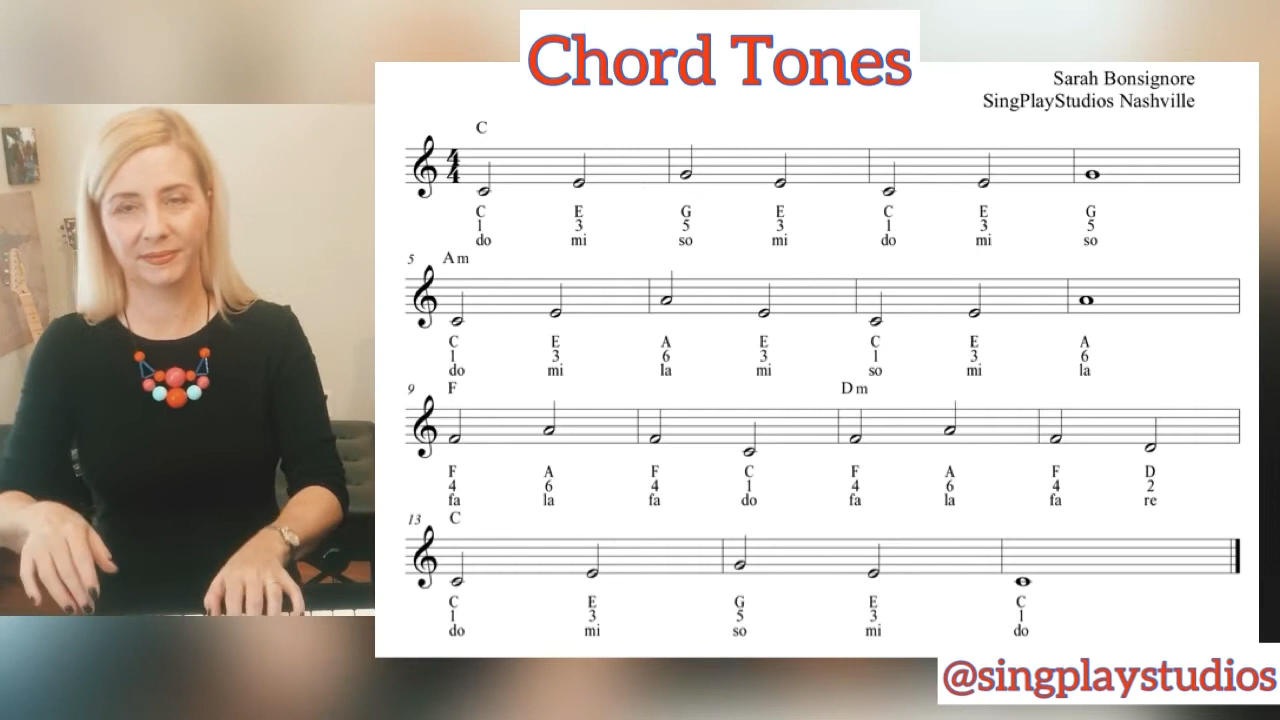 Chord Tones
Sarah Bonsignore
SingPlayStudios Nashville
C
4
4
C E G E C E G
1 3 5 3 1 3 5
do mi so mi do mi so
5 Am
C E A E C E A
1 3 6 3 1 3 6
do mi la mi so mi la
9 F Dm
F A F C F A F D
4 6 4 1 4 6 4 2
fa la fa do fa la fa re
13 C
C E G E C
1 3 5 3 1
do mi so mi do
@singplaystudios